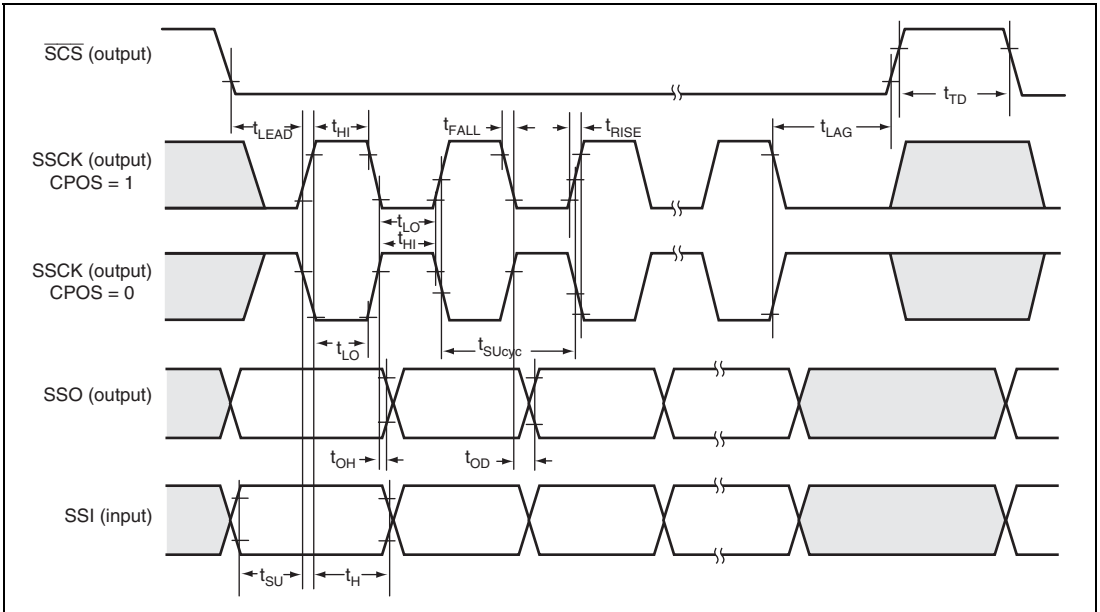 SCS (output)
tTD
tLEAD
tHI
tFALL
tRISE
tLAG
SSCK (output)
CPOS = 1
tLO
tHI
SSCK (output)
CPOS = 0
tLO
tSUcyc
SSO (output)
tOH
tOD
SSI (input)
tSU
tH